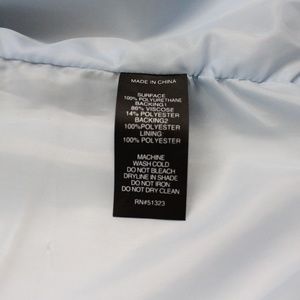 MADE IN CHINA
SURFACE
100% POLYURETHANE
BACKING1
86% VISCOSE
14% POLYESTER
BACKING2
100%POLYESTER
LINING
100% POLYESTER
MACHINE
WASH COLD
DO NOT BLEACH
DRYLINE IN SHADE
DO NOT IRON
DO NOT DRY CLEAN
RN#51323